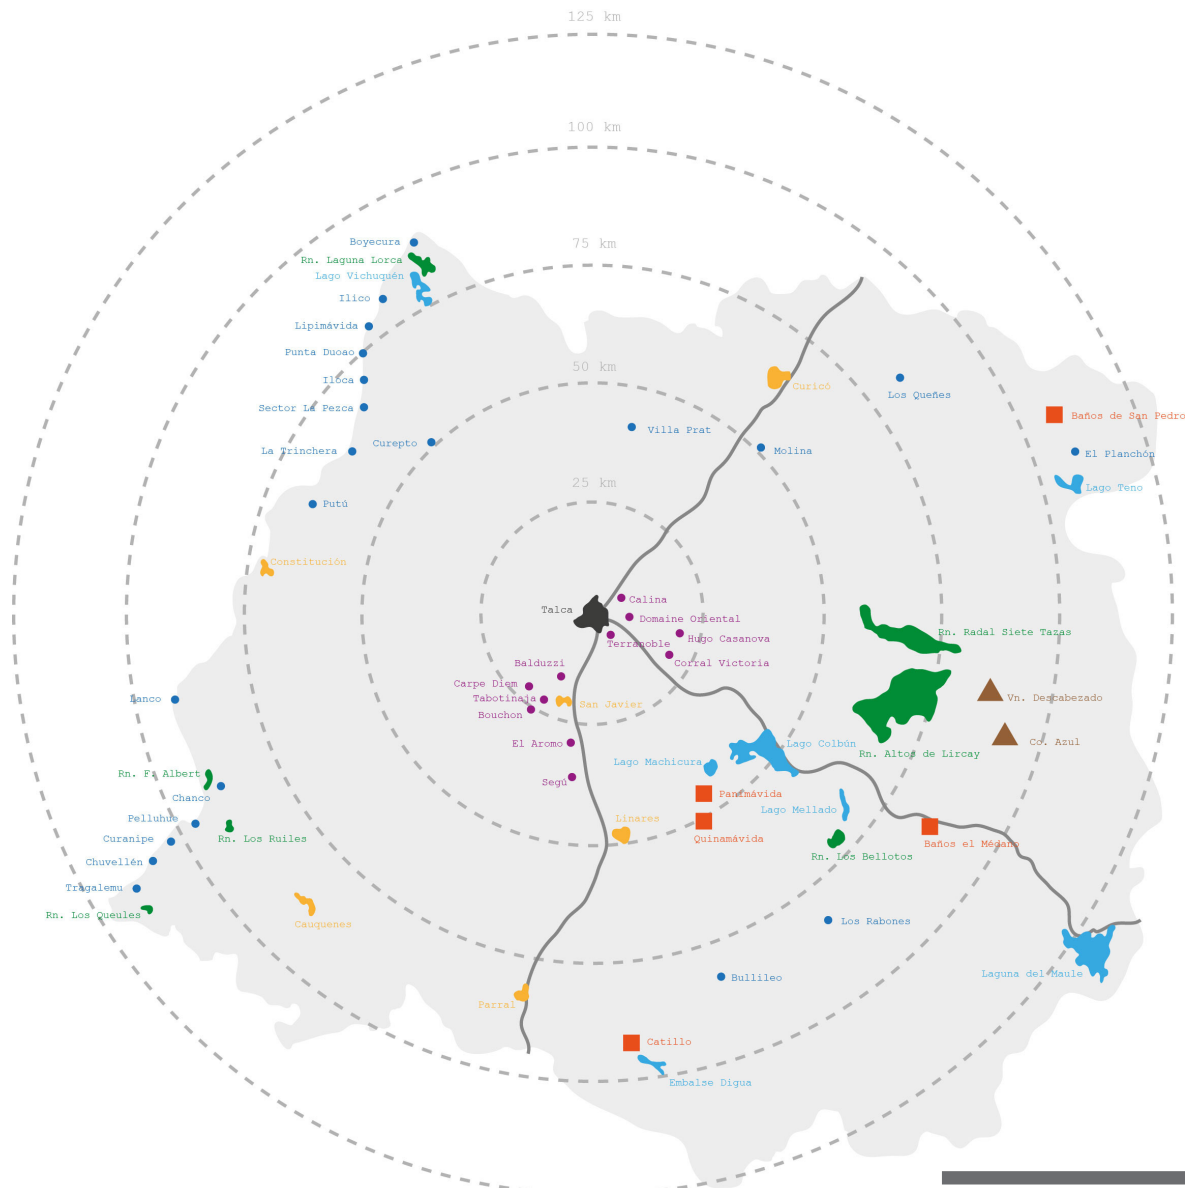 125 km
100 km
Boyecura
75 km
Rn. Laguna Lorca
Lago Vichuquén
Ilico
Lipimávida
Punta Duoao
50 km
Iloca
Curicó
Los Queñes
Sector La Pezca
Baños de San Pedro
Villa Prat
Curepto
La Trinchera
Molina
El Planchón
25 km
Lago Teno
Putú
Constitución
Calina
Talca
Domaine Oriental
Rn. Radal Siete Tazas
Hugo Casanova
Terranoble
Balduzzi
Corral Victoria
Carpe Diem
Lanco
Tabotinaja
Vn. Descabezado
San Javier
Bouchon
El Aromo
Lago Colbún
Co. Azul
Rn. Altos de Lircay
Lago Machicura
Rn. F. Albert
Segú
Chanco
Panimávida
Lago Mellado
Pelluhue
Linares
Curanipe
Rn. Los Ruiles
Quinamávida
Baños el Médano
Rn. Los Bellotos
Chuvellén
Tragalemu
Rn. Los Queules
Cauquenes
Los Rabones
Laguna del Maule
Bullileo
Parral
Catillo
Embalse Digua